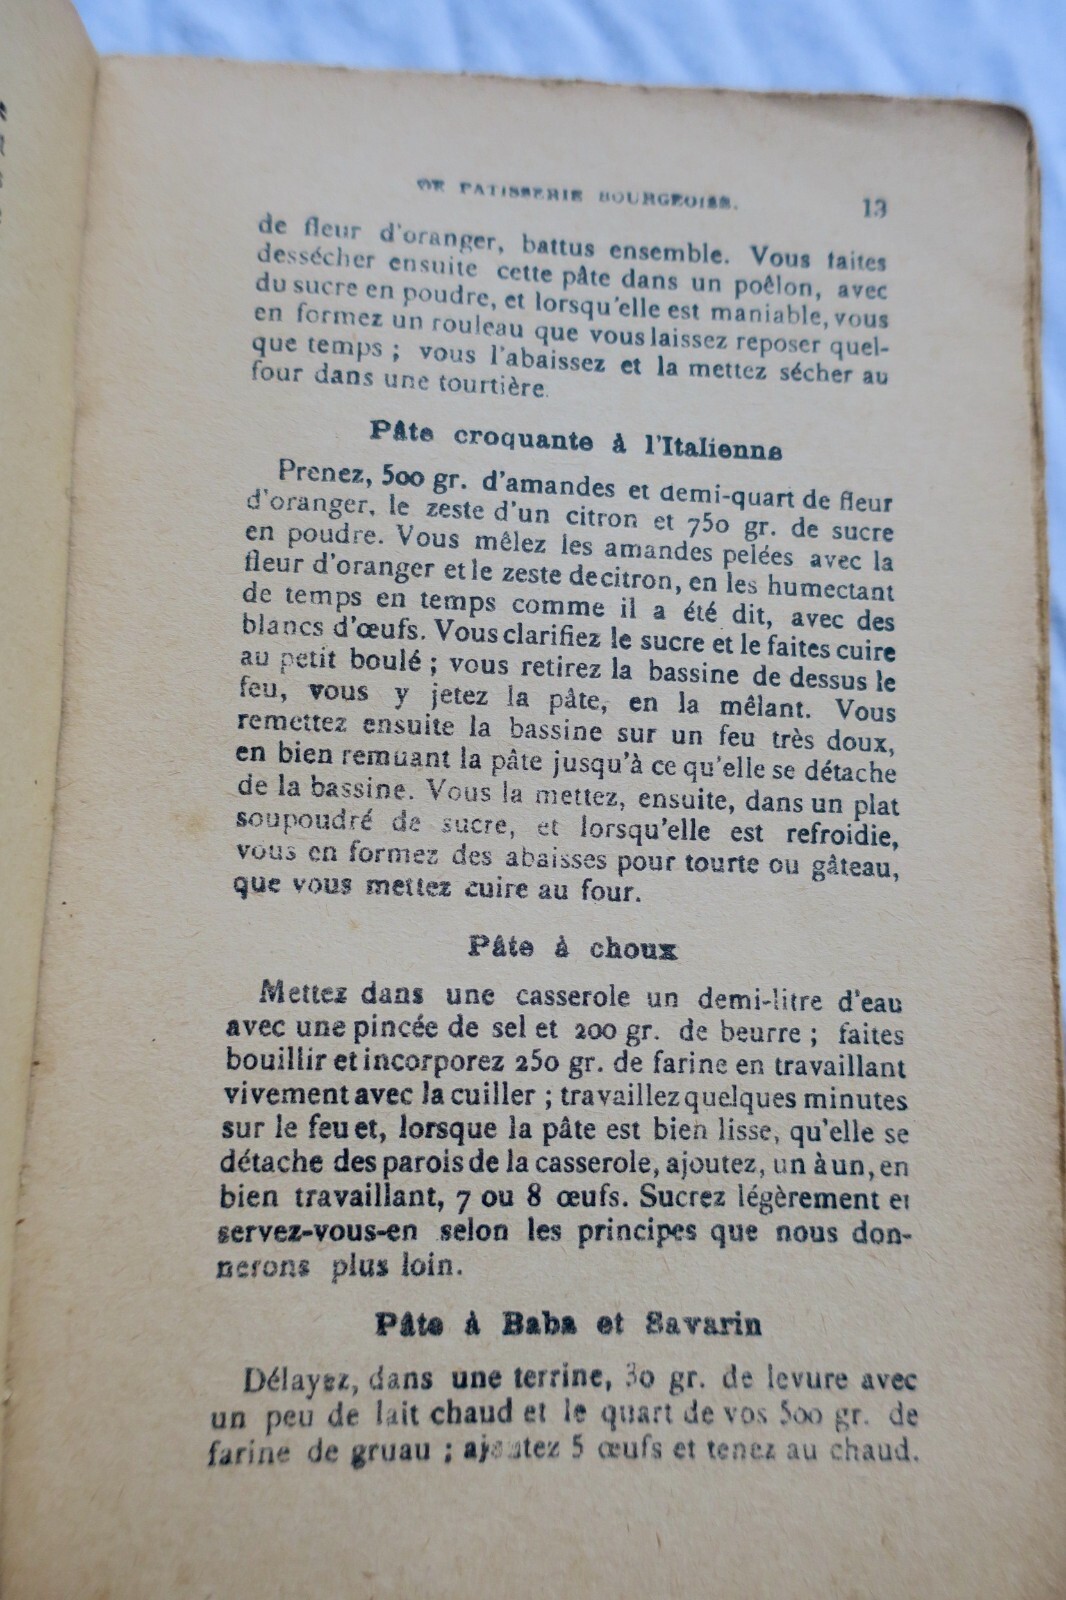 DE PATISSERIE BOURGEOISE. 13
de fleur d'oranger, battus ensemble. Vous faites
dessécher ensuite cette pâte dans un poêlon, avec
du sucre en poudre, et lorsqu'elle est maniable, vous
en formez un rouleau que vous laissez reposer quel-
que temps ; vous l'abaissez et la mettez sécher au
four dans une tourtière.
Pâte croquante à l'Italienne
Prenez, 500 gr. d'amandes et demi-quart de fleur
d'oranger, le zeste d'un citron et 750 gr. de sucre
en poudre. Vous mêlez les amandes pelées avec la
fleur d'oranger et le zeste de citron, en les humectant
de temps en temps comme il a été dit, avec des
blancs d'œufs. Vous clarifiez le sucre et le faites cuire
au petit boulé ; vous retirez la bassine de dessus le
feu, vous y jetez la pâte, en la mêlant. Vous
remettez ensuite la bassine sur un feu très doux,
en bien remuant la pâte jusqu'à ce qu'elle se détache
de la bassine. Vous la mettez, ensuite, dans un plat
soupoudré de sucre, et lorsqu'elle est refroidie,
vous en formez des abaisses pour tourte ou gâteau,
que vous mettez cuire au four.
Pâte à choux
Mettez dans une casserole un demi-litre d'eau
avec une pincée de sel et 200 gr. de beurre ; faites
bouillir et incorporez 250 gr. de farine en travaillant
vivement avec la cuiller ; travaillez quelques minutes
sur le feu et, lorsque la pâte est bien lisse, qu'elle se
détache des parois de la casserole, ajoutez, un à un, en
bien travaillant, 7 ou 8 œufs. Sucrez légèrement et
servez-vous-en selon les principes que nous don-
nerons plus loin.
Pâte à Baba et Savarin
Délayez, dans une terrine, 30 gr. de levure avec
un peu de lait chaud et le quart de vos 500 gr. de
farine de gruau ; ajoutez 5 œufs et tenez au chaud.